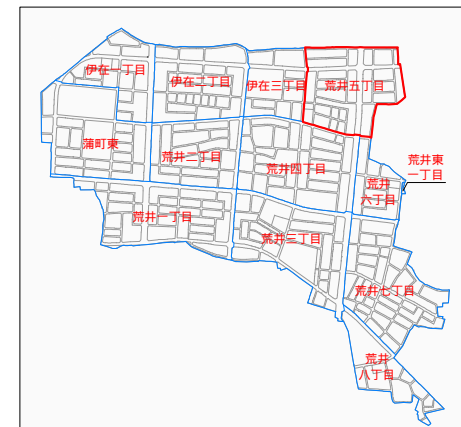 伊在一丁目
伊在二丁目
伊在三丁目
荒井五丁目
蒲町東
荒井二丁目
荒井四丁目
荒井東
一丁目
荒井
六丁目
荒井一丁目
荒井三丁目
荒井七丁目
荒井
八丁目